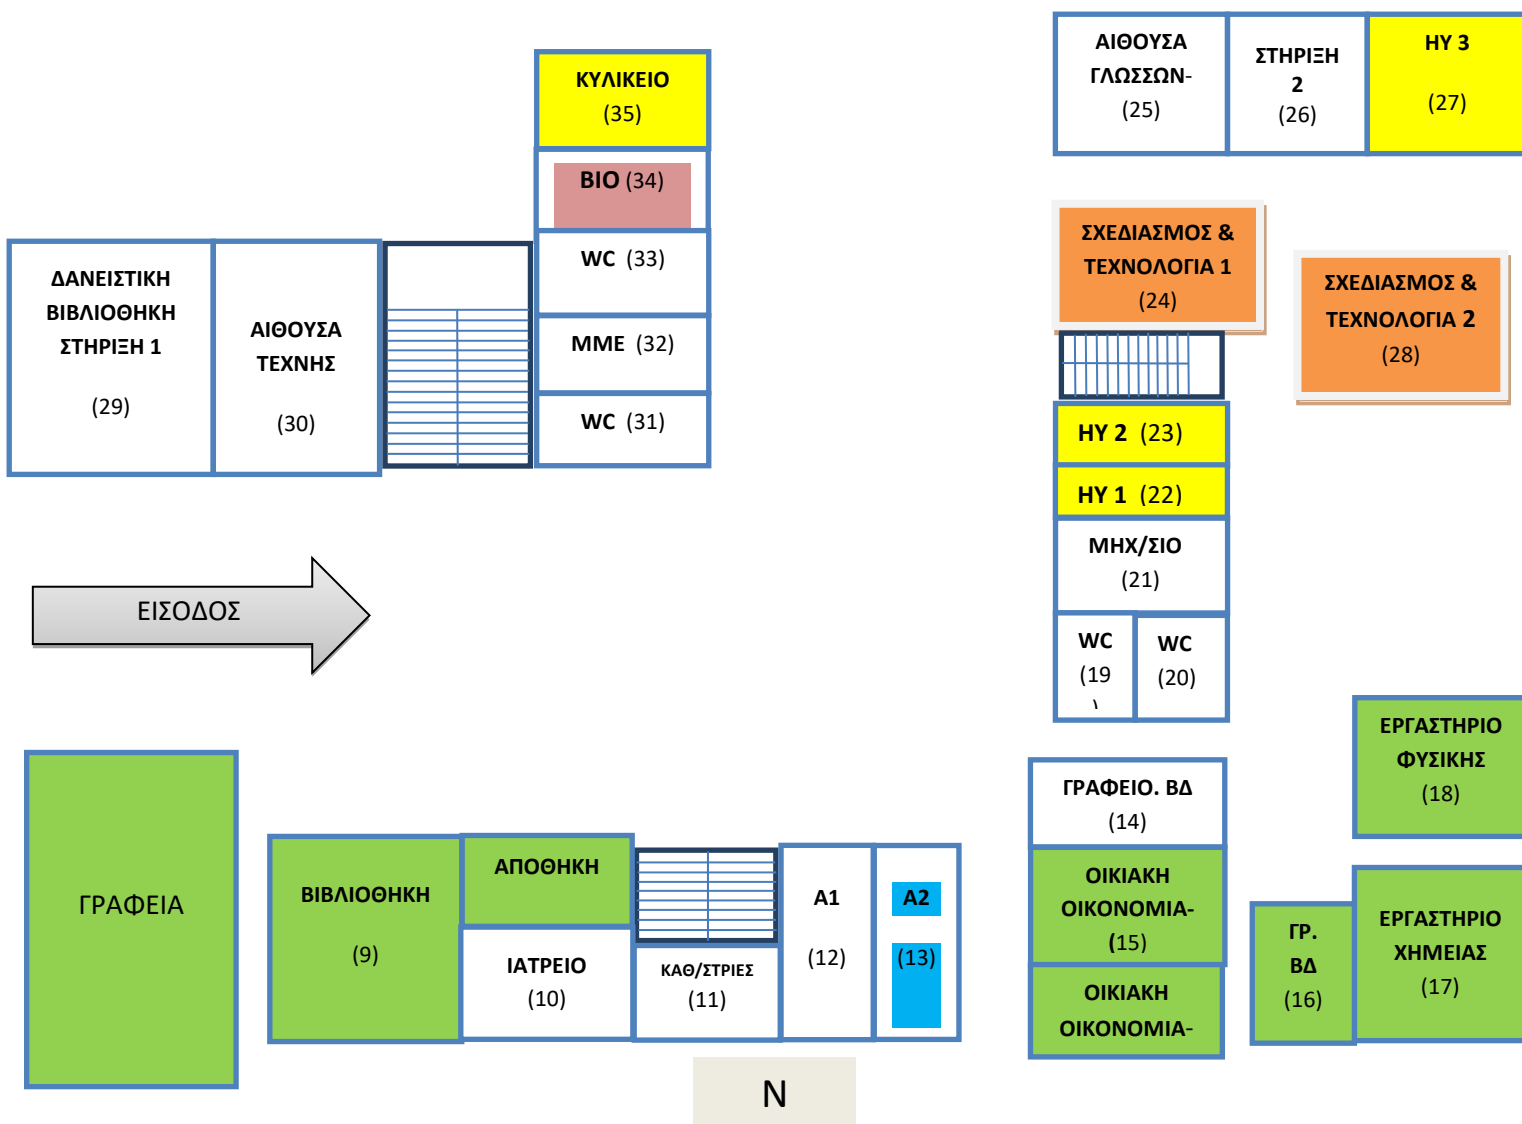 ΚΥΛΙΚΕΙΟ
(35)
ΒΙΟ (34)
WC (33)
ΜΜΕ (32)
WC (31)
ΔΑΝΕΙΣΤΙΚΗ
ΒΙΒΛΙΟΘΗΚΗ
ΣΤΗΡΙΞΗ 1
(29)
ΑΙΘΟΥΣΑ
ΤΕΧΝΗΣ
(30)
ΑΙΘΟΥΣΑ
ΓΛΩΣΣΩΝ-
(25)
ΣΤΗΡΙΞΗ
2
(26)
ΗΥ 3
(27)
ΣΧΕΔΙΑΣΜΟΣ &
ΤΕΧΝΟΛΟΓΙΑ 1
(24)
ΣΧΕΔΙΑΣΜΟΣ &
ΤΕΧΝΟΛΟΓΙΑ 2
(28)
ΗΥ 2 (23)
ΗΥ 1 (22)
ΜΗΧ/ΣΙΟ
(21)
WC
(19
)
WC
(20)
ΕΙΣΟΔΟΣ
ΓΡΑΦΕΙΑ
ΒΙΒΛΙΟΘΗΚΗ
(9)
ΑΠΟΘΗΚΗ
ΙΑΤΡΕΙΟ
(10)
ΚΑΘ/ΣΤΡΙΕΣ
(11)
Α1
(12)
Α2
(13)
ΓΡΑΦΕΙΟ. ΒΔ
(14)
ΟΙΚΙΑΚΗ
ΟΙΚΟΝΟΜΙΑ-
(15)
ΟΙΚΙΑΚΗ
ΟΙΚΟΝΟΜΙΑ-
ΓΡ.
ΒΔ
(16)
ΕΡΓΑΣΤΗΡΙΟ
ΦΥΣΙΚΗΣ
(18)
ΕΡΓΑΣΤΗΡΙΟ
ΧΗΜΕΙΑΣ
(17)
Ν